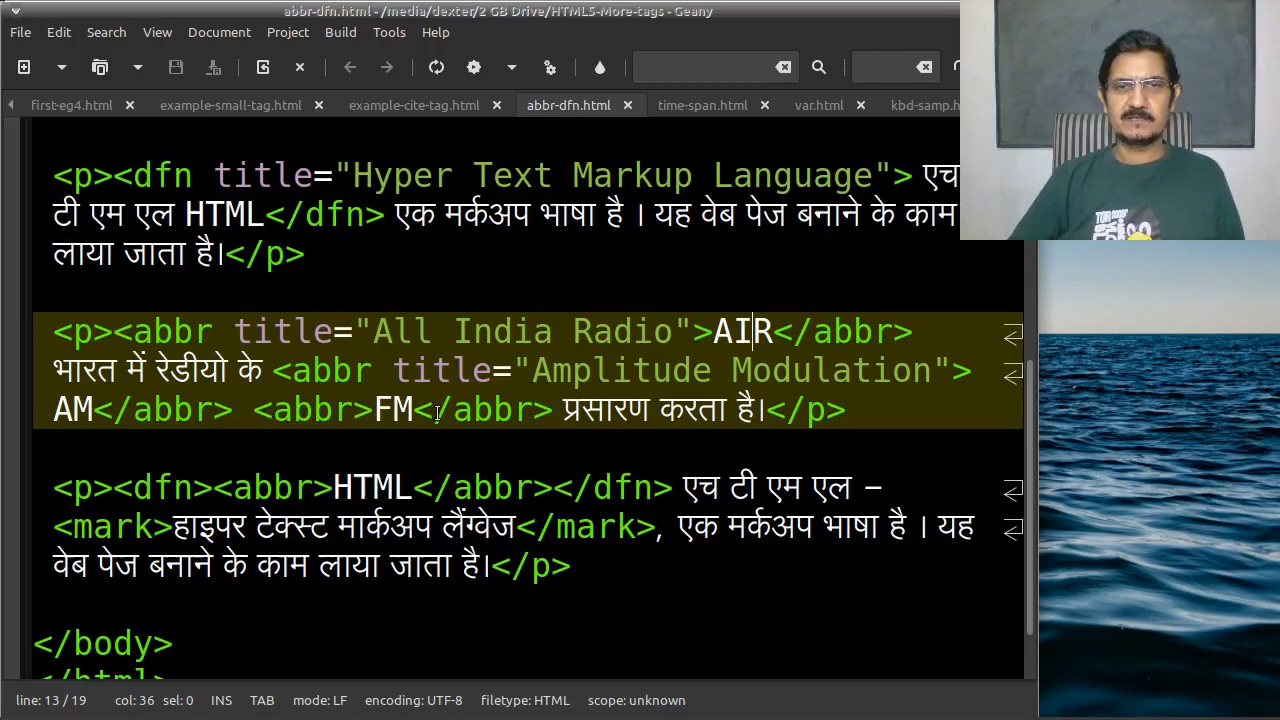 abbr-dfn.html - /media/dexter/2 GB Drive/HTML5-More-tags - Geany
File Edit Search View Document Project Build Tools Help
first-eg4.html example-small-tag.html example-cite-tag.html abbr-dfn.html time-span.html var.html kbd-samp.h
<p><dfn title="Hyper Text Markup Language"> एच
टी एम एल HTML</dfn> एक मर्कअप भाषा है । यह वेब पेज बनाने के काम
लाया जाता है।</p>
<p><abbr title="All India Radio">AIR</abbr>
भारत में रेडीयो के <abbr title="Amplitude Modulation">
AM</abbr> <abbr>FM</abbr> प्रसारण करता है।</p>
<p><dfn><abbr>HTML</abbr></dfn> एच टी एम एल –
<mark>हाइपर टेक्स्ट मार्कअप लैंग्वेज</mark>, एक मर्कअप भाषा है । यह
वेब पेज बनाने के काम लाया जाता है।</p>
</body>
</html>
line: 13 / 19 col: 36 sel: 0 INS TAB mode: LF encoding: UTF-8 filetype: HTML scope: unknown